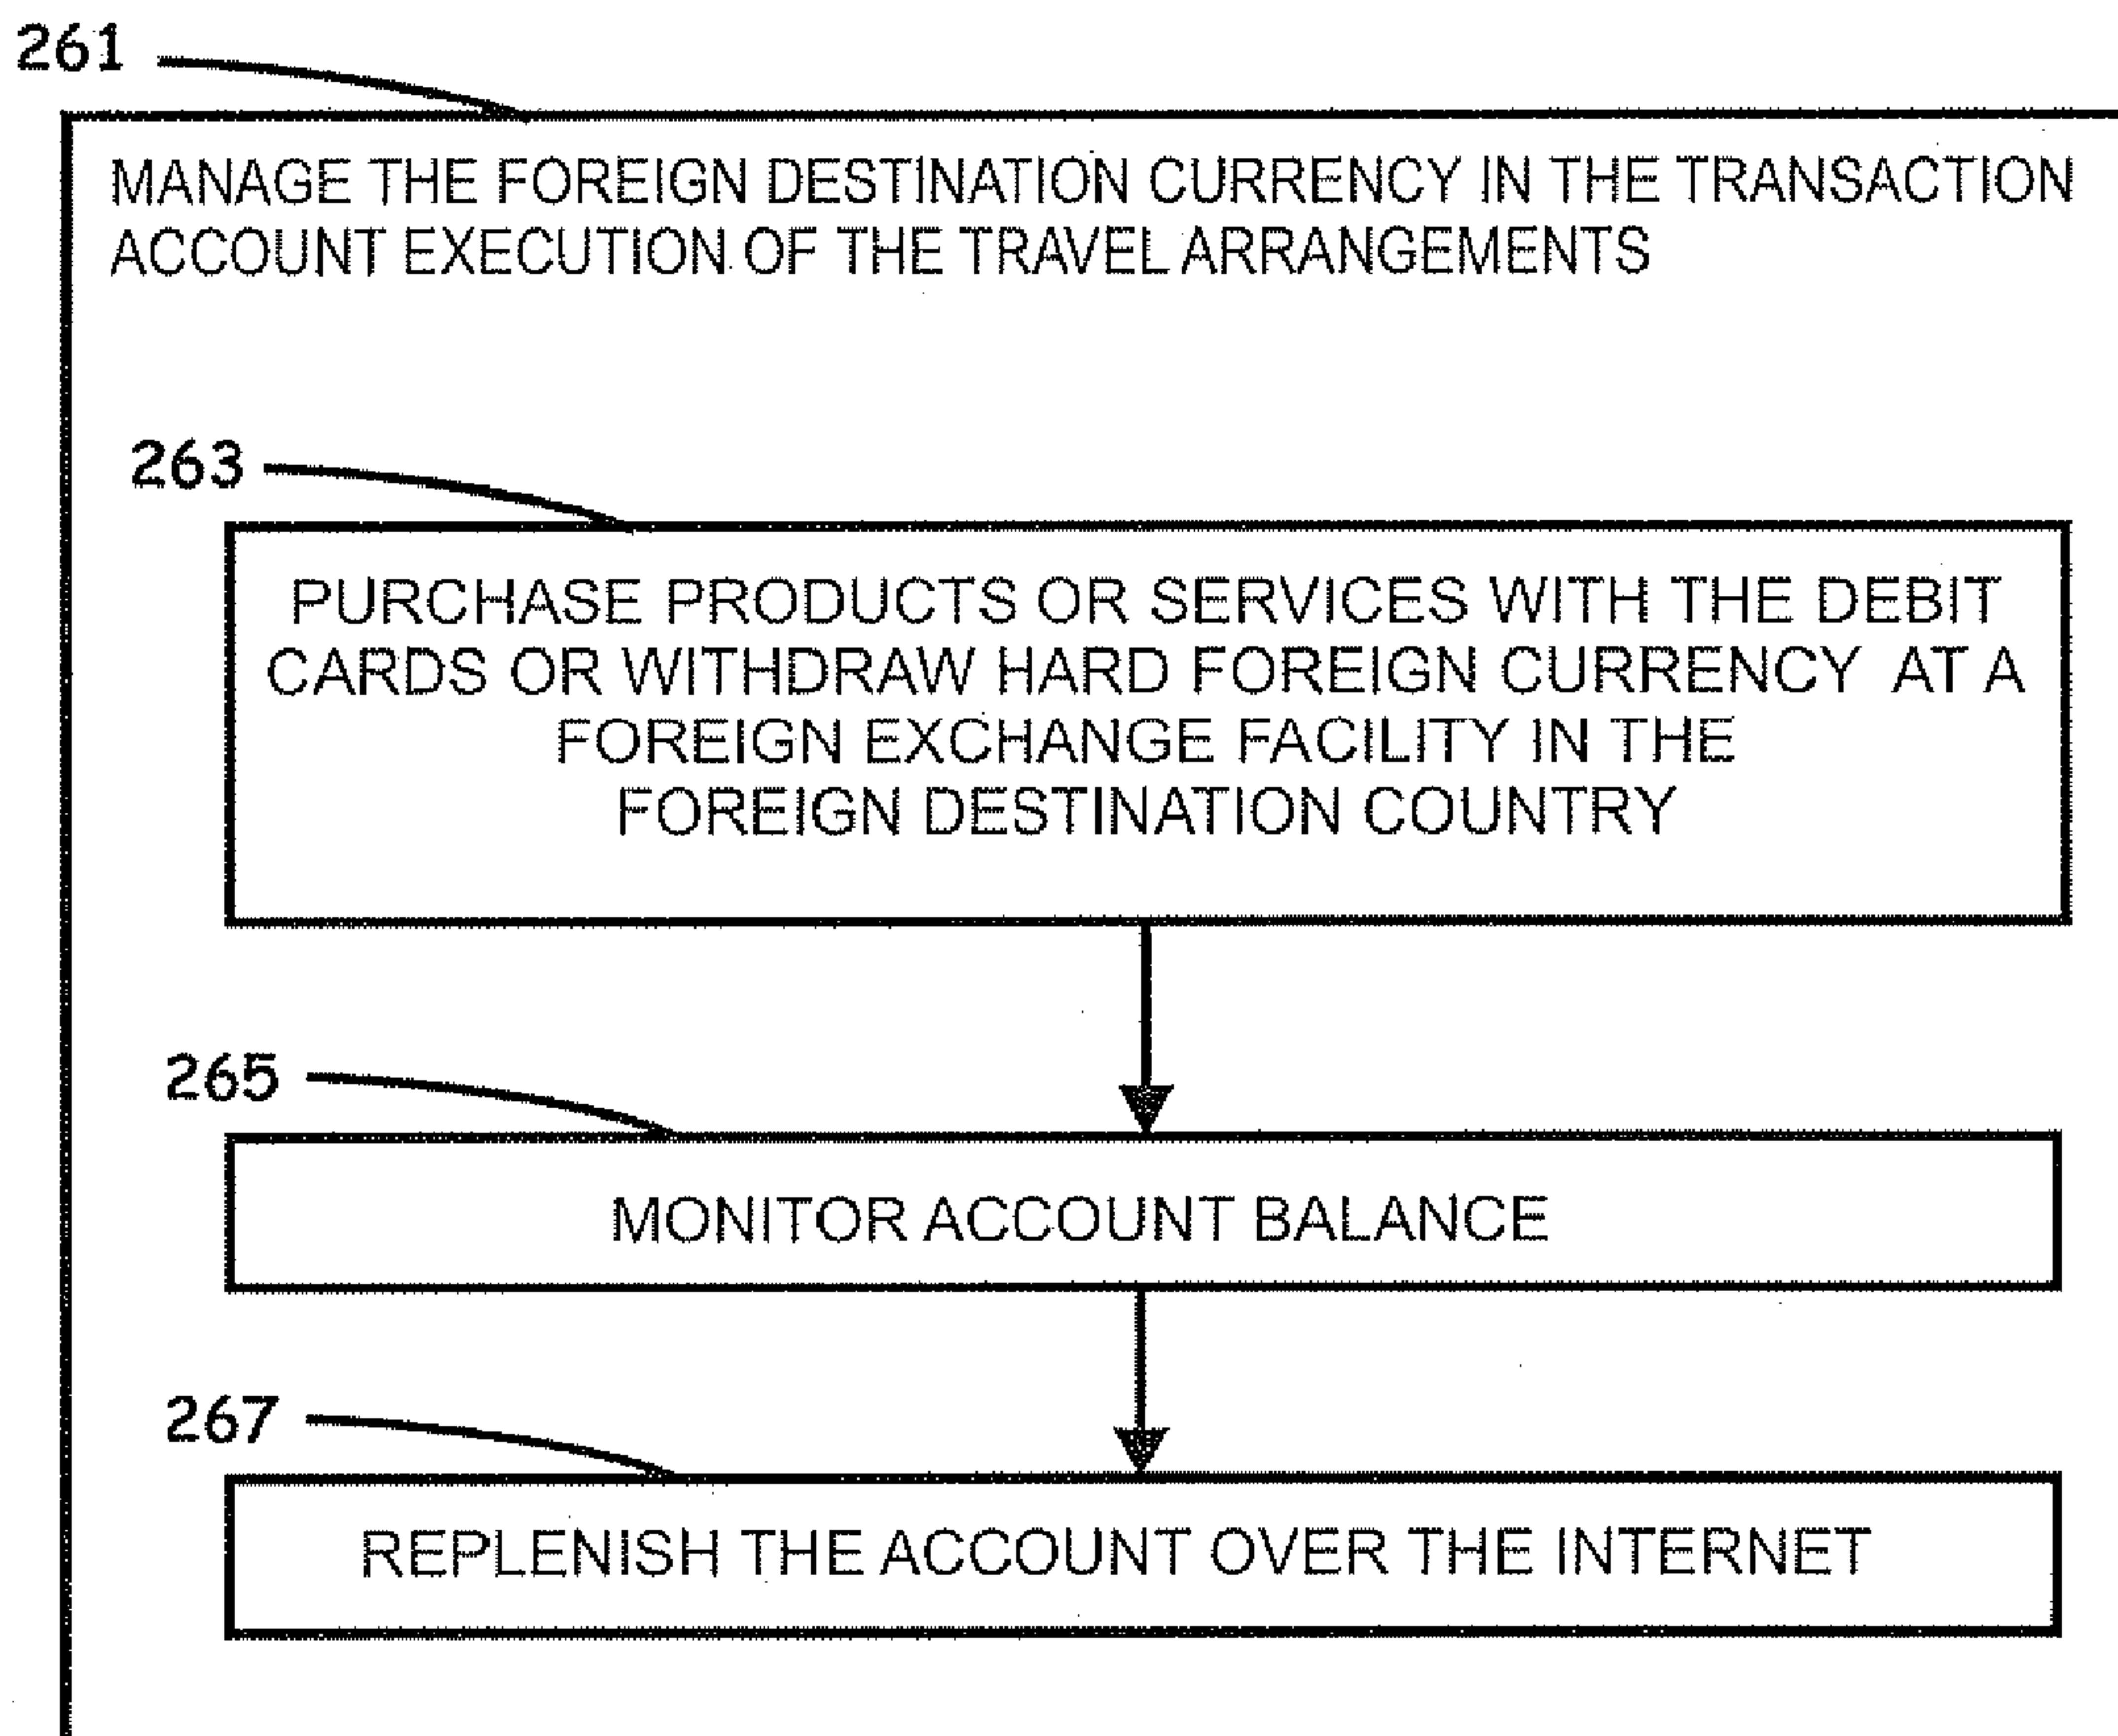 261
MANAGE THE FOREIGN DESTINATION CURRENCY IN THE TRANSACTION
ACCOUNT EXECUTION OF THE TRAVEL ARRANGEMENTS
263
PURCHASE PRODUCTS OR SERVICES WITH THE DEBIT
CARDS OR WITHDRAW HARD FOREIGN CURRENCY AT A
FOREIGN EXCHANGE FACILITY IN THE
FOREIGN DESTINATION COUNTRY
265
MONITOR ACCOUNT BALANCE
267
REPLENISH THE ACCOUNT OVER THE INTERNET